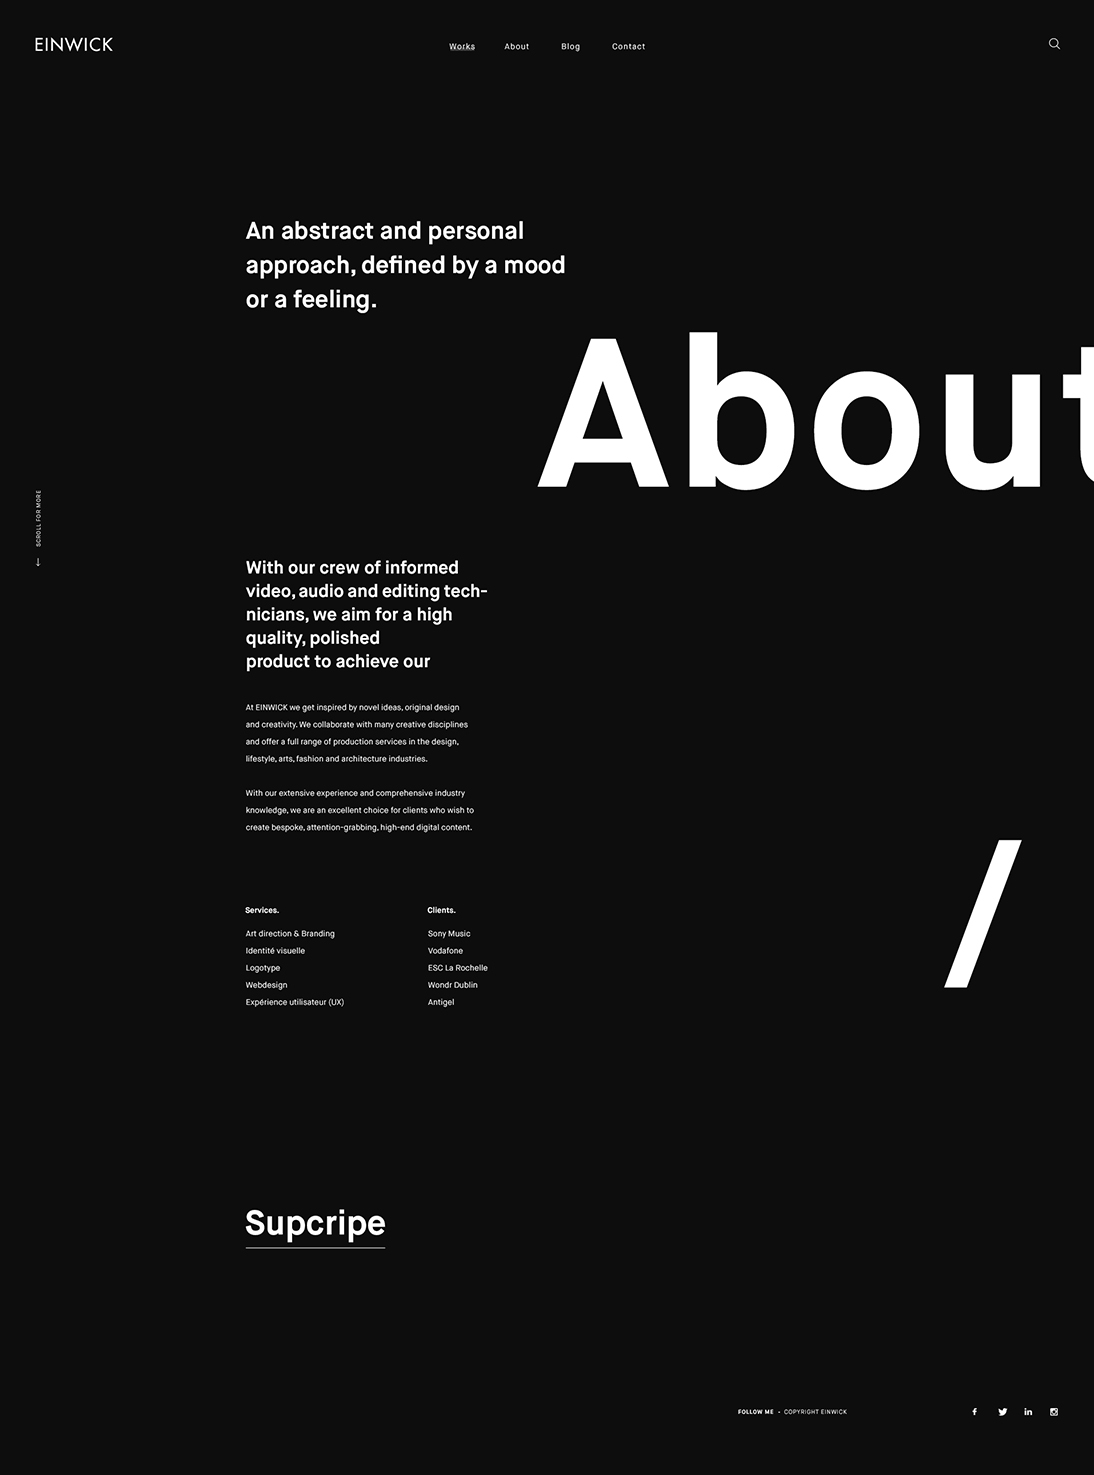 EINWICK
Works About Blog Contact
An abstract and personal
approach, defined by a mood
or a feeling.
About
SCROLL FOR MORE
With our crew of informed
video, audio and editing tech-
nicians, we aim for a high
quality, polished
product to achieve our
At EINWICK we get inspired by novel ideas, original design
and creativity. We collaborate with many creative disciplines
and offer a full range of production services in the design,
lifestyle, arts, fashion and architecture industries.
With our extensive experience and comprehensive industry
knowledge, we are an excellent choice for clients who wish to
create bespoke, attention-grabbing, high-end digital content.
/
Services.
Art direction & Branding
Identité visuelle
Logotype
Webdesign
Expérience utilisateur (UX)
Clients.
Sony Music
Vodafone
ESC La Rochelle
Wondr Dublin
Antigel
Supcripe
FOLLOW ME - COPYRIGHT EINWICK